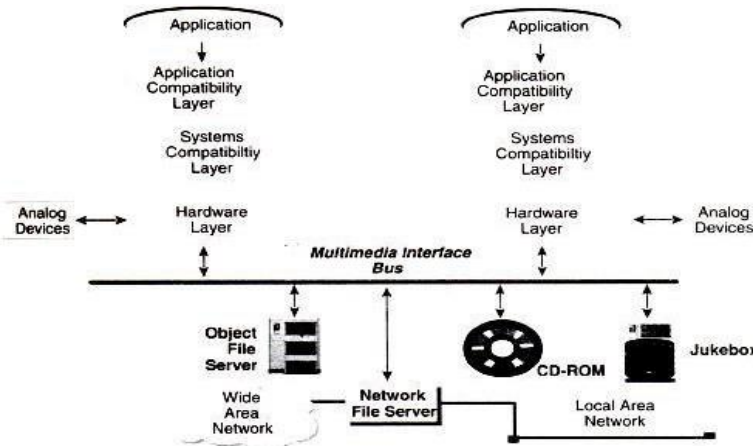 Application
Application
Compatibility
Layer
Systems
Compatibiltiy
Layer
Hardware
Layer
Analog
Devices
Application
Application
Compatibility
Layer
Systems
Compatibiltiy
Layer
Hardware
Layer
Analog
Devices
Multimedia Interface
Bus
Object
File
Server
CD-ROM
Jukebox
Wide
Area
Network
Network
File Server
Local Area
Network